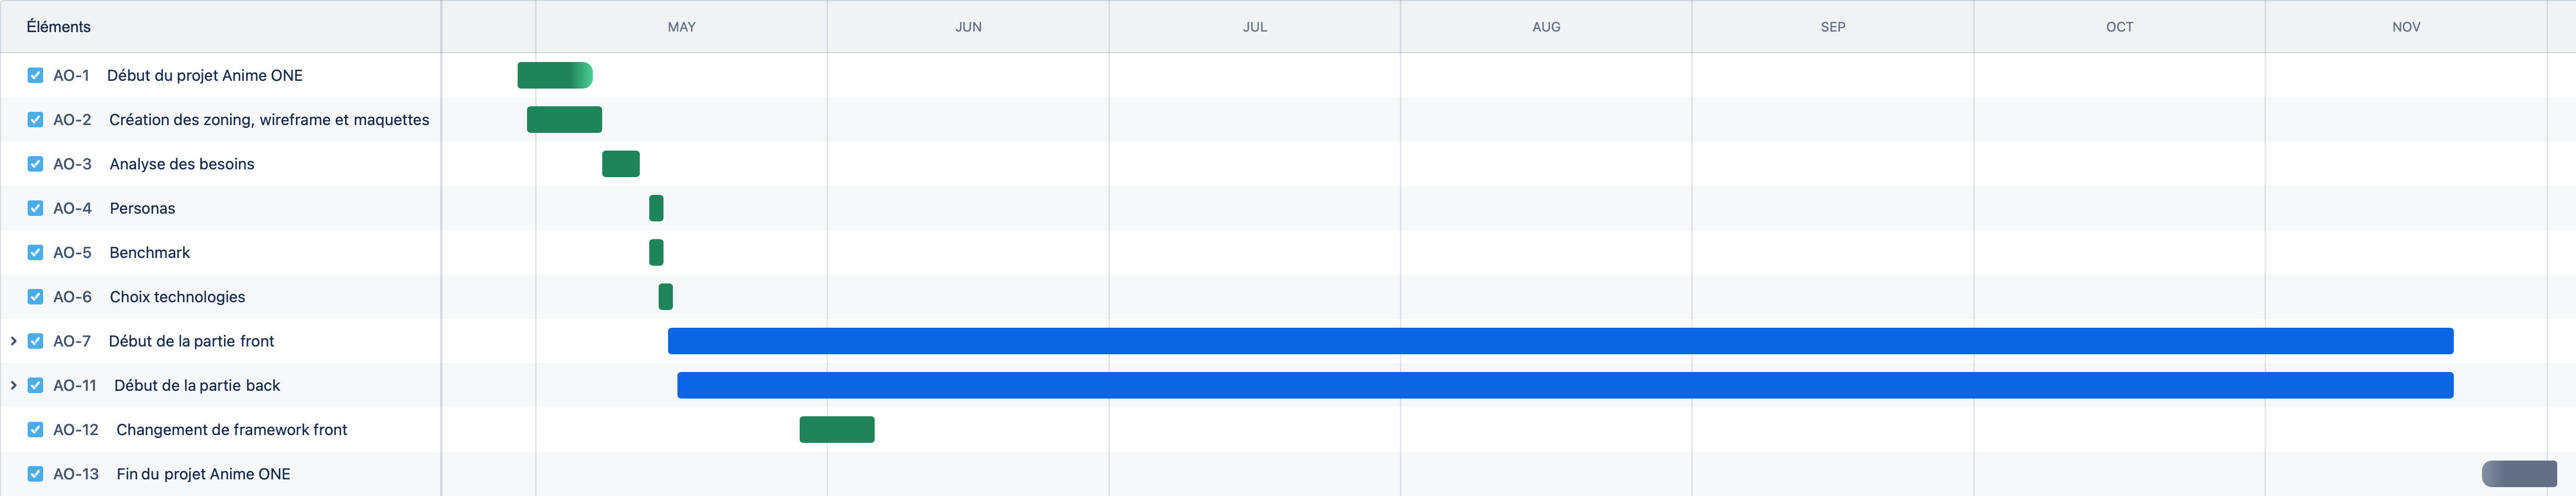 Éléments
MAY JUN JUL AUG SEP OCT NOV
AO-1 Début du projet Anime ONE
AO-2 Création des zoning, wireframe et maquettes
AO-3 Analyse des besoins
AO-4 Personas
AO-5 Benchmark
AO-6 Choix technologies
AO-7 Début de la partie front
AO-11 Début de la partie back
AO-12 Changement de framework front
AO-13 Fin du projet Anime ONE